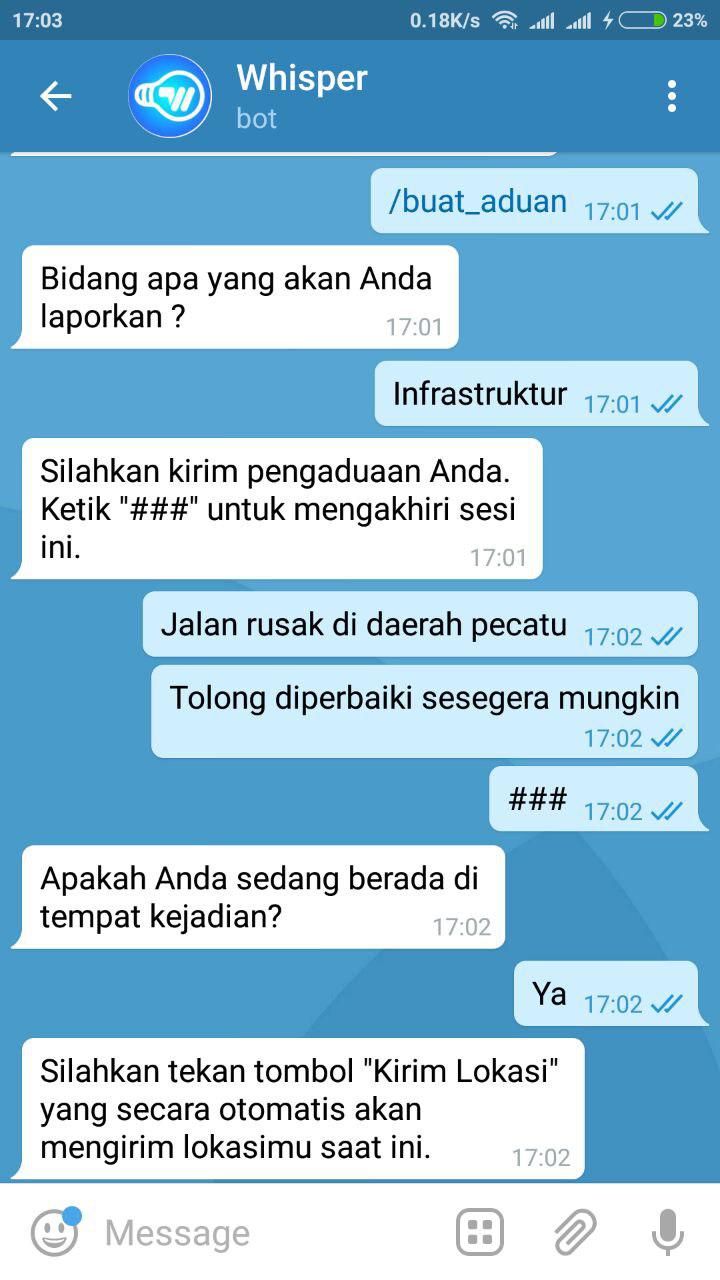 17:03 0.18K/s 23%
Whisper
bot
/buat_aduan 17:01
Bidang apa yang akan Anda
laporkan ?
17:01
Infrastruktur 17:01
Silahkan kirim pengaduaan Anda.
Ketik "###" untuk mengakhiri sesi
ini.
17:01
Jalan rusak di daerah pecatu 17:02
Tolong diperbaiki sesegera mungkin
17:02
### 17:02
Apakah Anda sedang berada di
tempat kejadian?
17:02
Ya 17:02
Silahkan tekan tombol "Kirim Lokasi"
yang secara otomatis akan
mengirim lokasimu saat ini.
17:02
Message